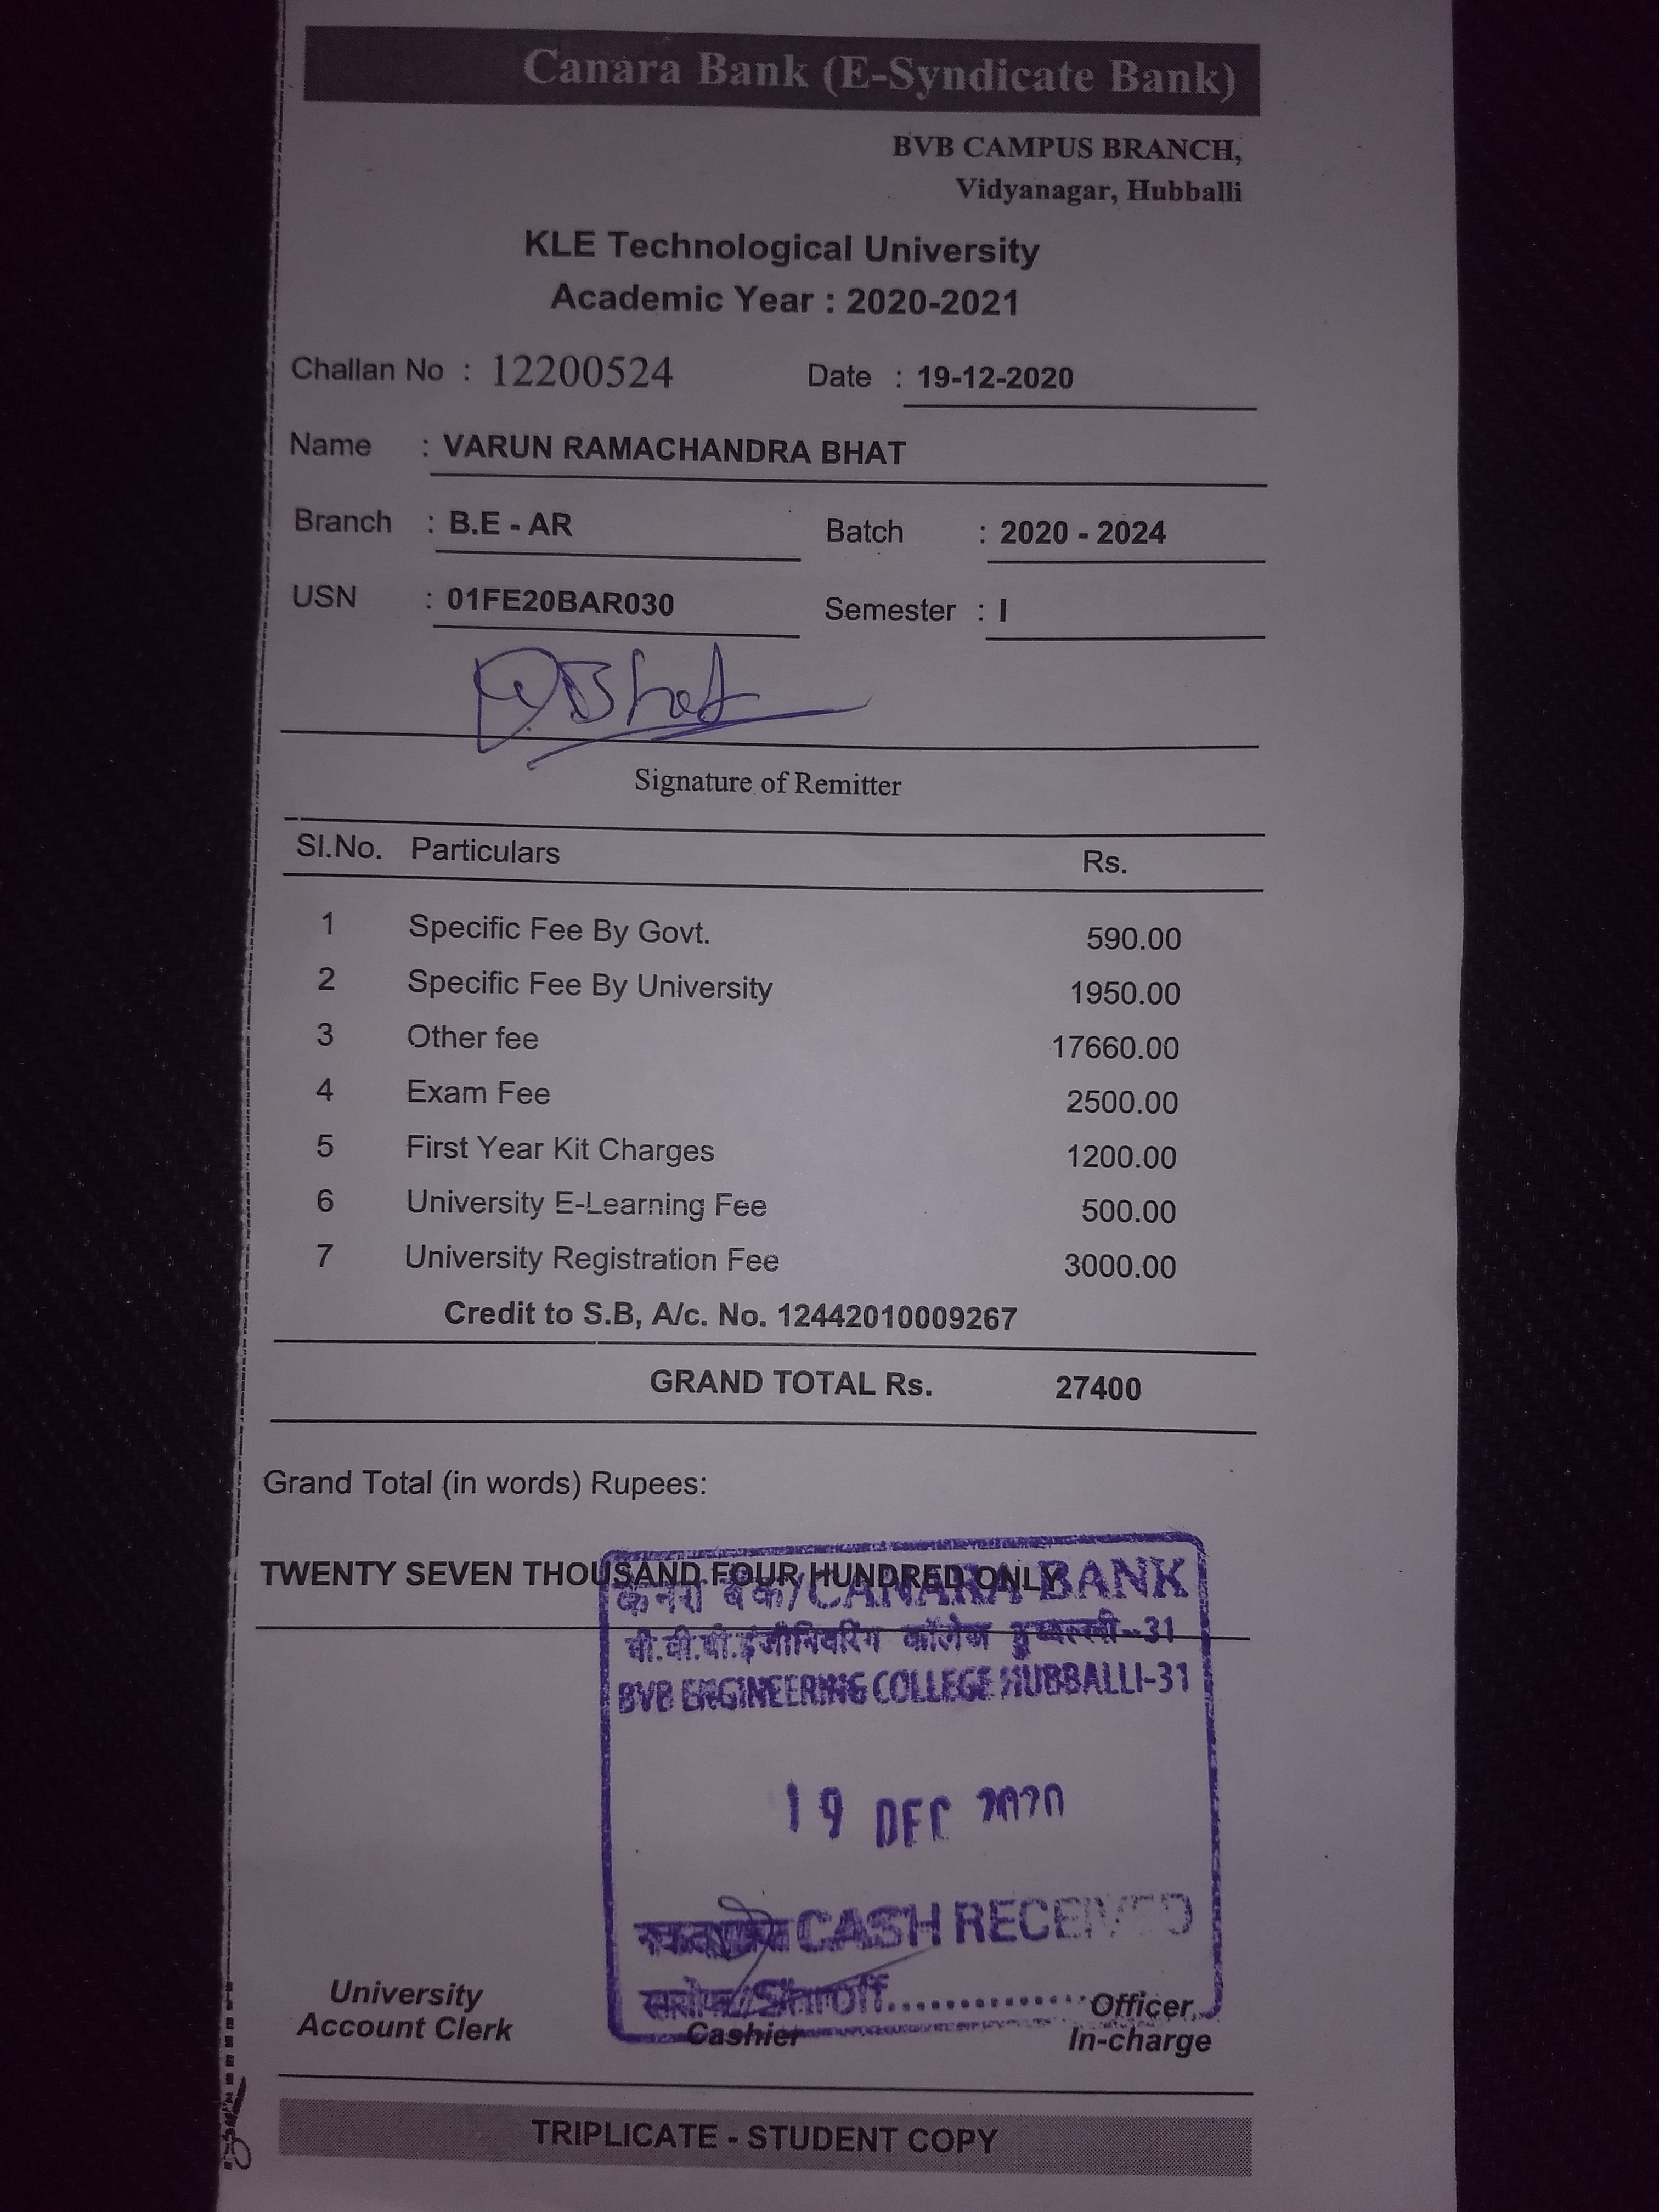 Canara Bank (E-Syndicate Bank)
BVB CAMPUS BRANCH,
Vidyanagar, Hubballi
KLE Technological University
Academic Year : 2020-2021
Challan No : 12200524 Date : 19-12-2020
Name : VARUN RAMACHANDRA BHAT
Branch : B.E - AR Batch : 2020 - 2024
USN : 01FE20BAR030 Semester : I
Bhat
Signature of Remitter
Sl.No. Particulars Rs.
1 Specific Fee By Govt. 590.00
2 Specific Fee By University 1950.00
3 Other fee 17660.00
4 Exam Fee 2500.00
5 First Year Kit Charges 1200.00
6 University E-Learning Fee 500.00
7 University Registration Fee 3000.00
Credit to S.B, A/c. No. 12442010009267
GRAND TOTAL Rs. 27400
Grand Total (in words) Rupees:
TWENTY SEVEN THOUSAND FOUR HUNDRED ONLY
केनरा बैंक/CANARA BANK
बी.वी.बी.इंजीनियरिंग कॉलेज हुब्बल्ली-31
BVB ENGINEERING COLLEGE HUBBALLI-31
19 DEC 2020
CASH RECEIVED
Shroff..............
University Account Clerk
Cashier
Officer In-charge
TRIPLICATE - STUDENT COPY